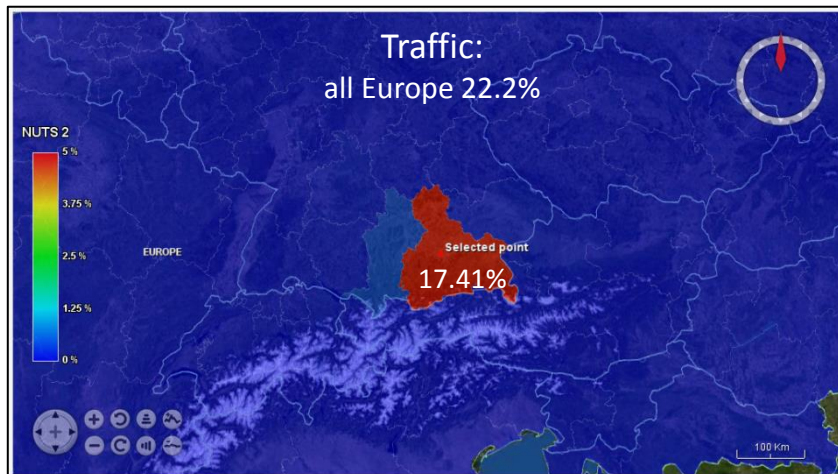 Traffic:
all Europe 22.2%
NUTS 2
5 %
3.75 %
2.5 %
1.25 %
0 %
EUROPE
Selected point
17.41%
100 Km